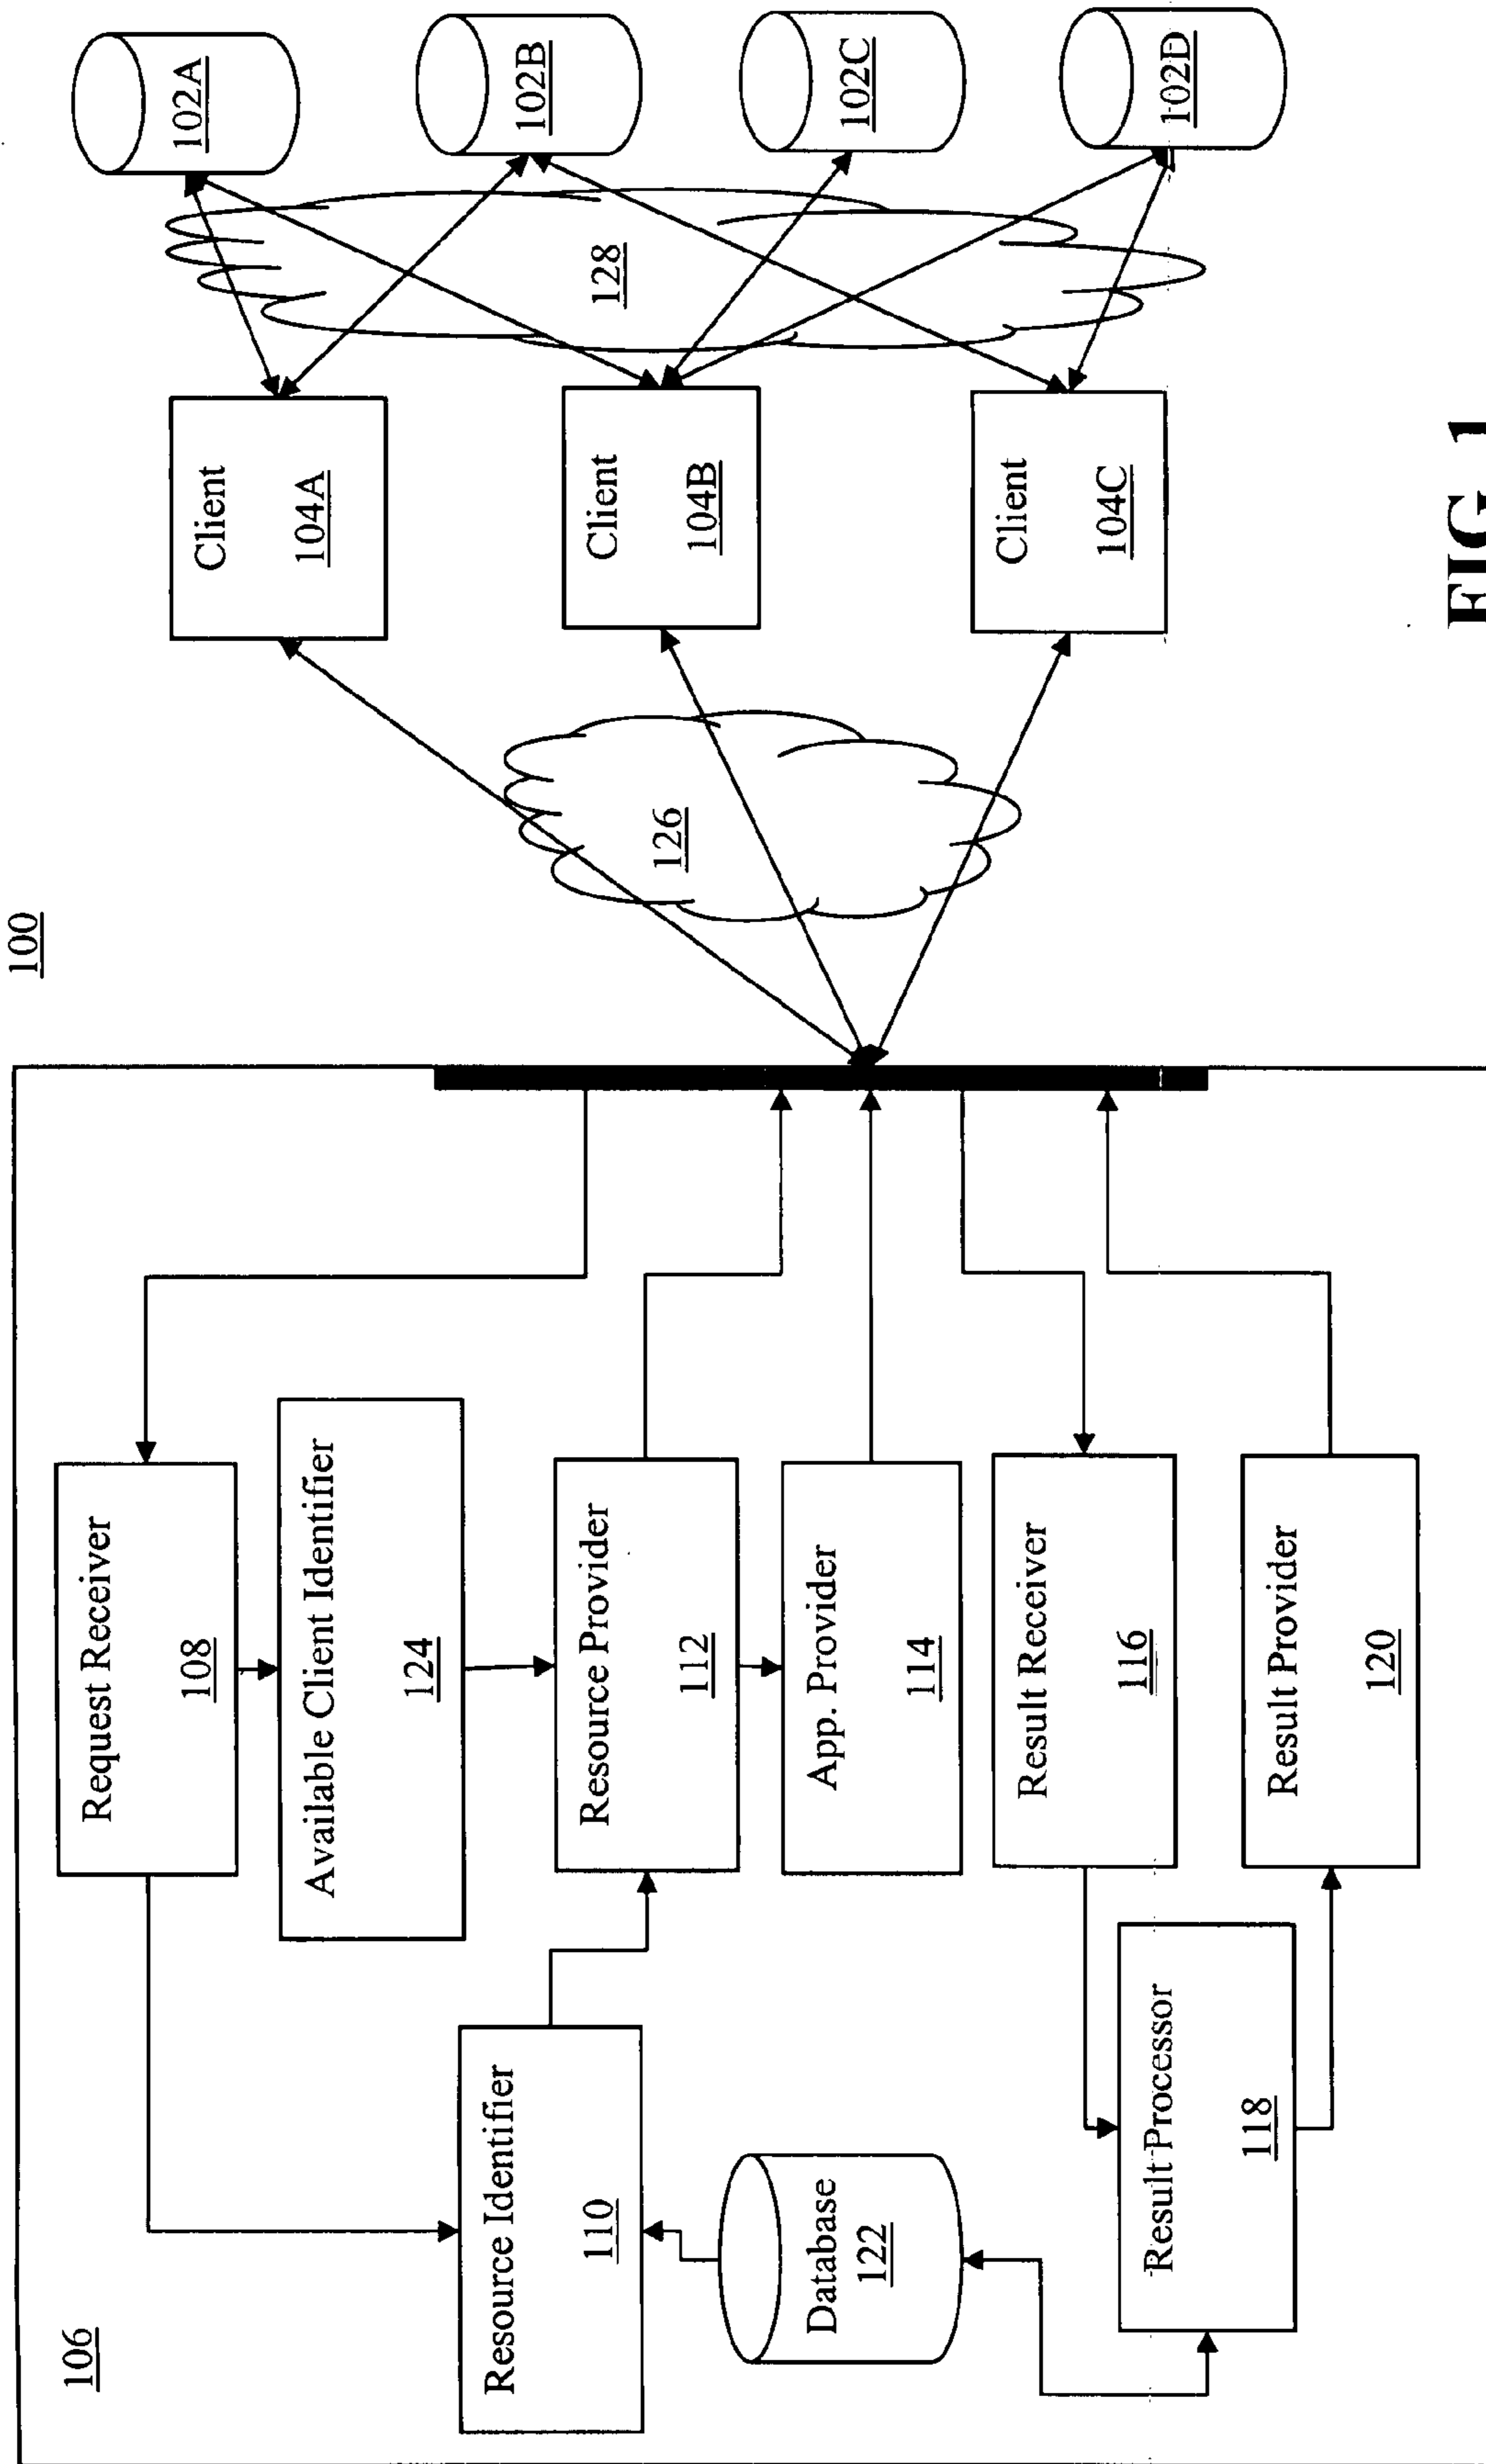 100
106
Request Receiver
108
Available Client Identifier
124
Resource Identifier
110
Resource Provider
112
Database
122
App. Provider
114
Result Receiver
116
Result Processor
118
Result Provider
120
126
Client
104A
Client
104B
Client
104C
128
102A
102B
102C
102D
FIG. 1